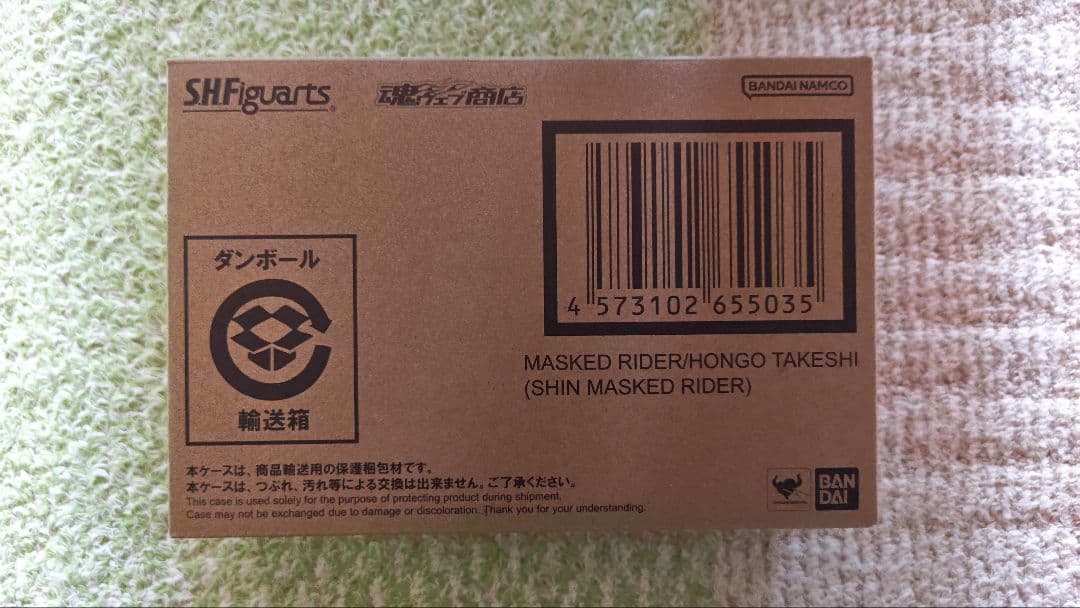 S.H.Figuarts
魂ウェブ商店
BANDAI NAMCO
4 573102 655035
MASKED RIDER/HONGO TAKESHI
(SHIN MASKED RIDER)
ダンボール
輸送箱
本ケースは、商品輸送用の保護梱包材です。
本ケースは、つぶれ、汚れ等による交換は出来ません。ご了承ください。
This case is used solely for the purpose of protecting product during shipment.
Case may not be exchanged due to damage or discoloration. Thank you for your understanding.
BAN
DAI